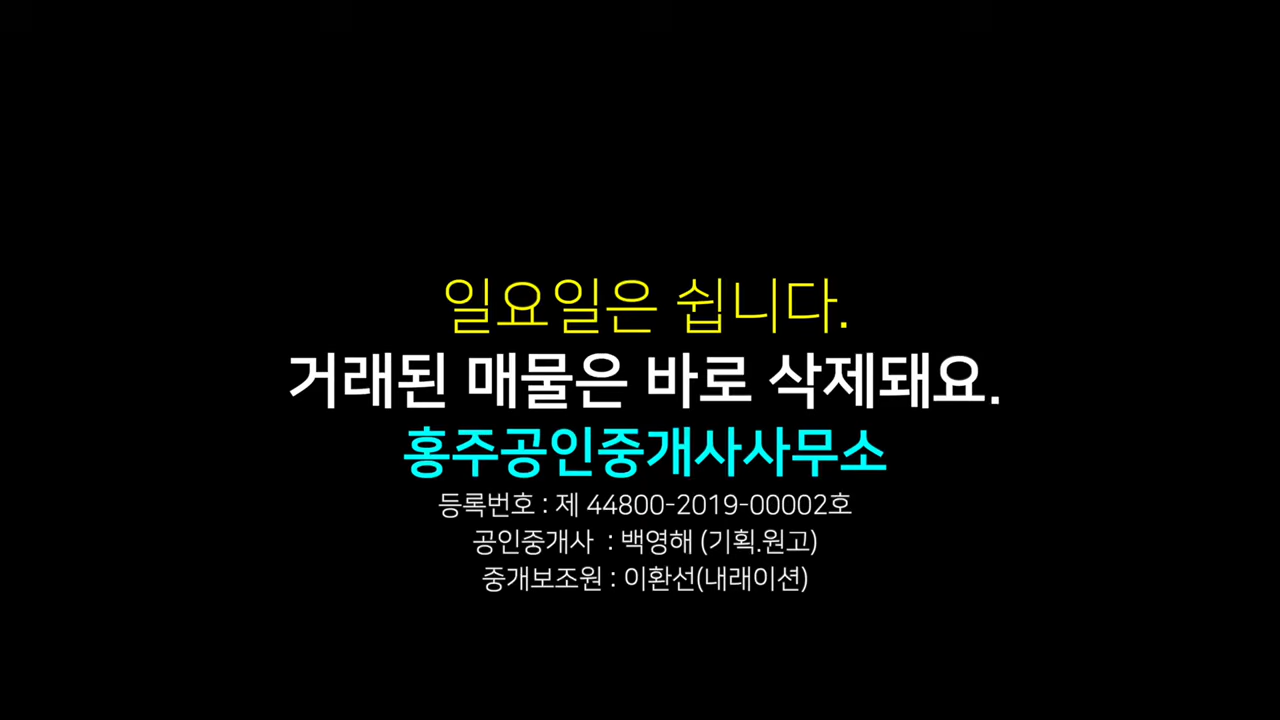 일요일은 쉽니다.
거래된 매물은 바로 삭제돼요.
홍주공인중개사사무소
등록번호 : 제 44800-2019-00002호
공인중개사 : 백영해 (기획.원고)
중개보조원 : 이환선(내래이션)